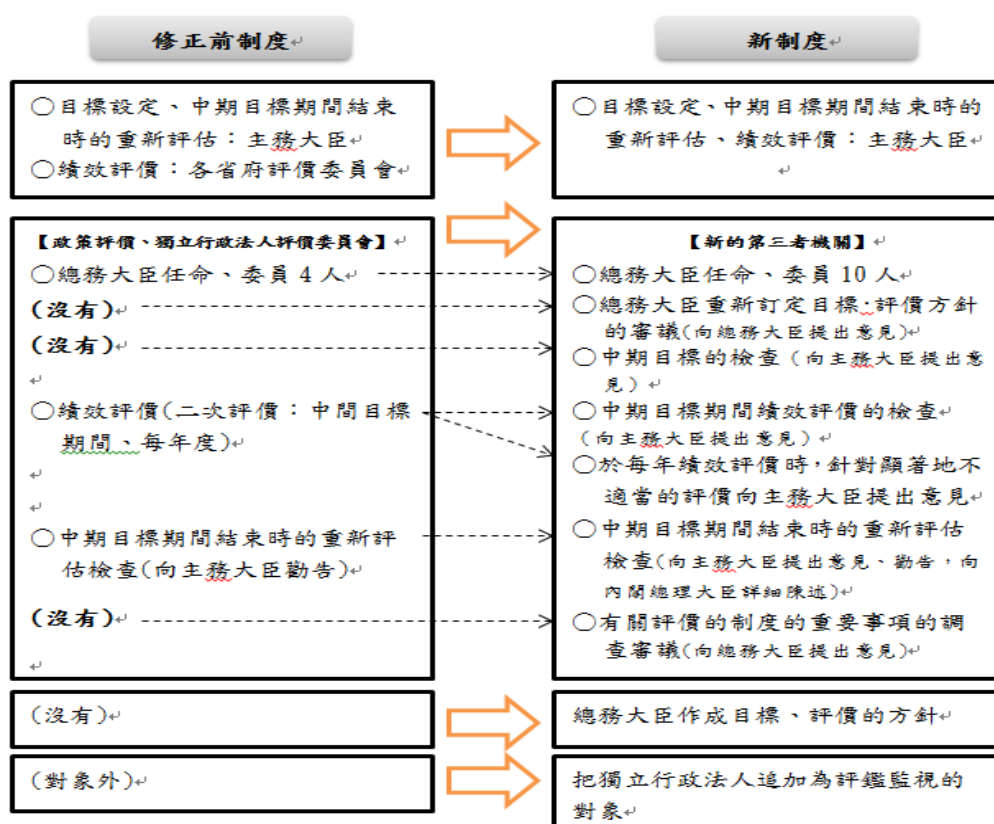 修正前制度
新制度
○目標設定、中期目標期間結束
時的重新評估：主務大臣
○績效評價：各省府評價委員會
○目標設定、中期目標期間結束時的
重新評估、績效評價：主務大臣
【政策評價、獨立行政法人評價委員會】
○總務大臣任命、委員 4 人
(沒有)
(沒有)
○績效評價(二次評價：中間目標
期間、每年度)
○中期目標期間結束時的重新評
估檢查(向主務大臣勸告)
(沒有)
【新的第三者機關】
○總務大臣任命、委員 10 人
○總務大臣重新訂定目標·評價方針
的審議(向總務大臣提出意見)
○中期目標的檢查（向主務大臣提出意
見）
○中期目標期間績效評價的檢查
（向主務大臣提出意見）
○於每年績效評價時，針對顯著地不
適當的評價向主務大臣提出意見
○中期目標期間結束時的重新評估
檢查(向主務大臣提出意見、勸告，向
內閣總理大臣詳細陳述)
○有關評價的制度的重要事項的調
查審議(向總務大臣提出意見)
(沒有)
總務大臣作成目標、評價的方針
(對象外)
把獨立行政法人追加為評鑑監視的
對象